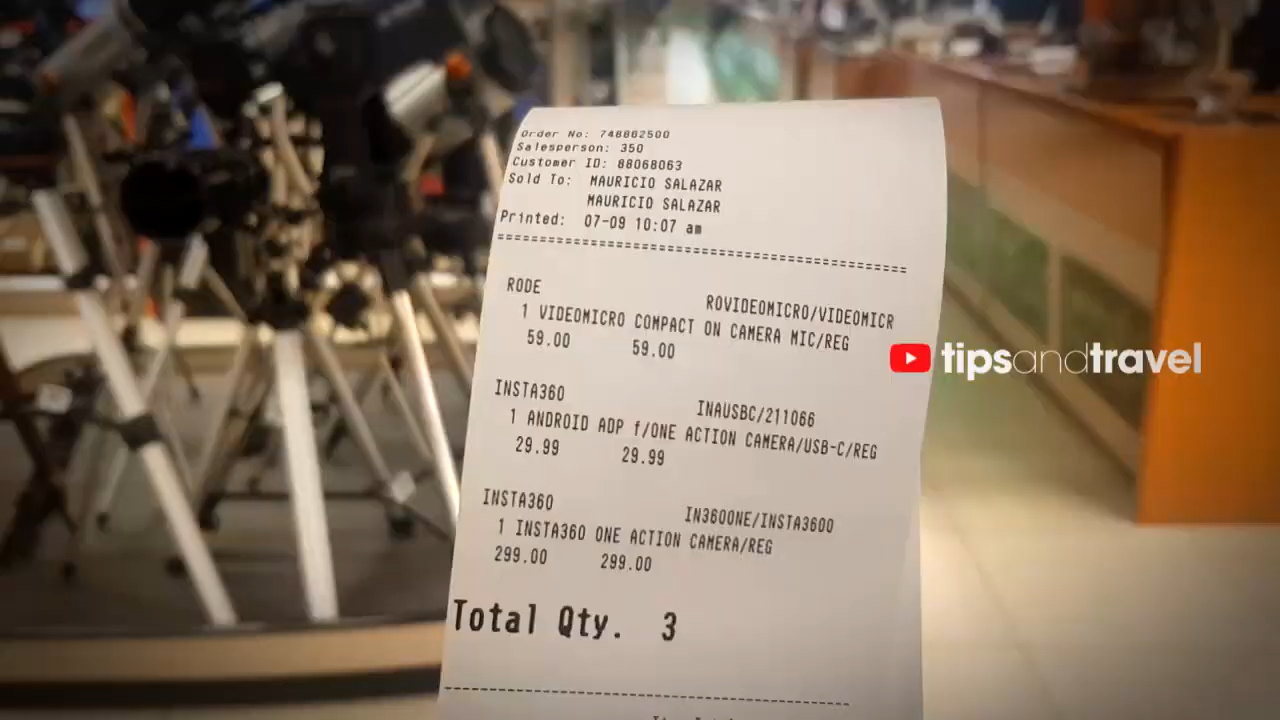 Order No: 748862500
Salesperson: 350
Customer ID: 88068063
Sold To: MAURICIO SALAZAR
MAURICIO SALAZAR
Printed: 07-09 10:07 am
RODE ROVIDEOMICRO/VIDEOMICR
1 VIDEOMICRO COMPACT ON CAMERA MIC/REG
59.00 59.00
INSTA360 INAUSBC/211066
1 ANDROID ADP f/ONE ACTION CAMERA/USB-C/REG
29.99 29.99
INSTA360 IN360ONE/INSTA3600
1 INSTA360 ONE ACTION CAMERA/REG
299.00 299.00
Total Qty. 3
tipsandtravel